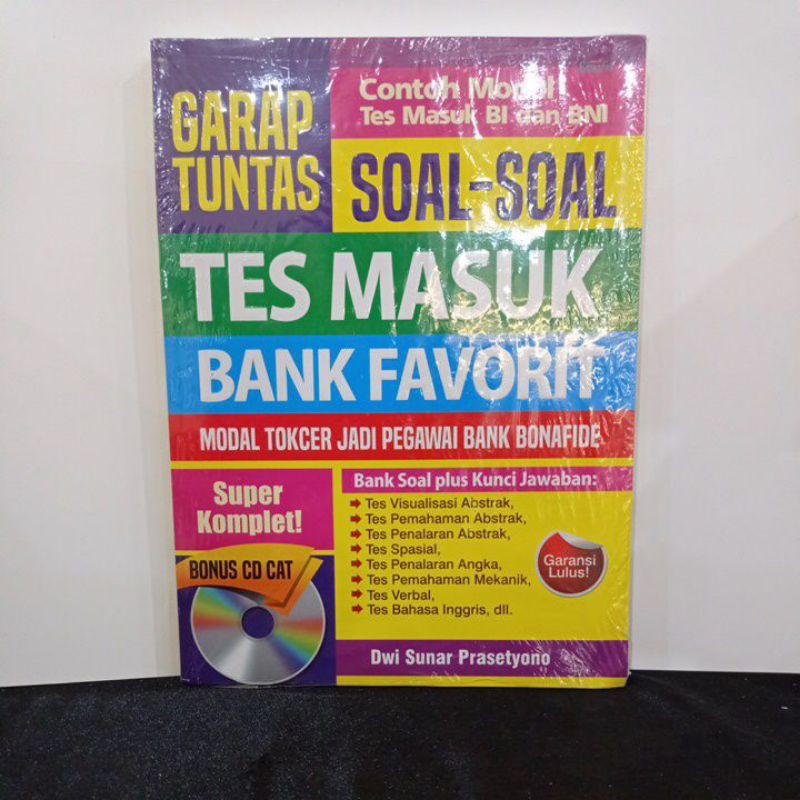 GARAP
TUNTAS
Contoh Model
Tes Masuk BI dan BNI
SOAL-SOAL
TES MASUK
BANK FAVORIT
MODAL TOKCER JADI PEGAWAI BANK BONAFIDE
Super
Komplet!
BONUS CD CAT
Bank Soal plus Kunci Jawaban:
Tes Visualisasi Abstrak,
Tes Pemahaman Abstrak,
Tes Penalaran Abstrak,
Tes Spasial,
Tes Penalaran Angka,
Tes Pemahaman Mekanik,
Tes Verbal,
Tes Bahasa Inggris, dll.
Garansi
Lulus!
Dwi Sunar Prasetyono